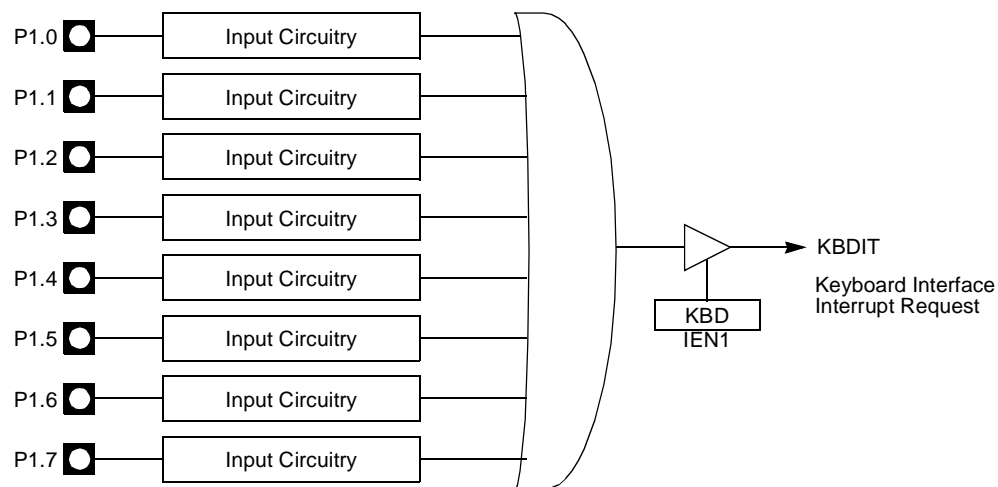 P1.0 Input Circuitry
P1.1 Input Circuitry
P1.2 Input Circuitry
P1.3 Input Circuitry
P1.4 Input Circuitry
P1.5 Input Circuitry
P1.6 Input Circuitry
P1.7 Input Circuitry
KBDIT
Keyboard Interface
Interrupt Request
KBD
IEN1